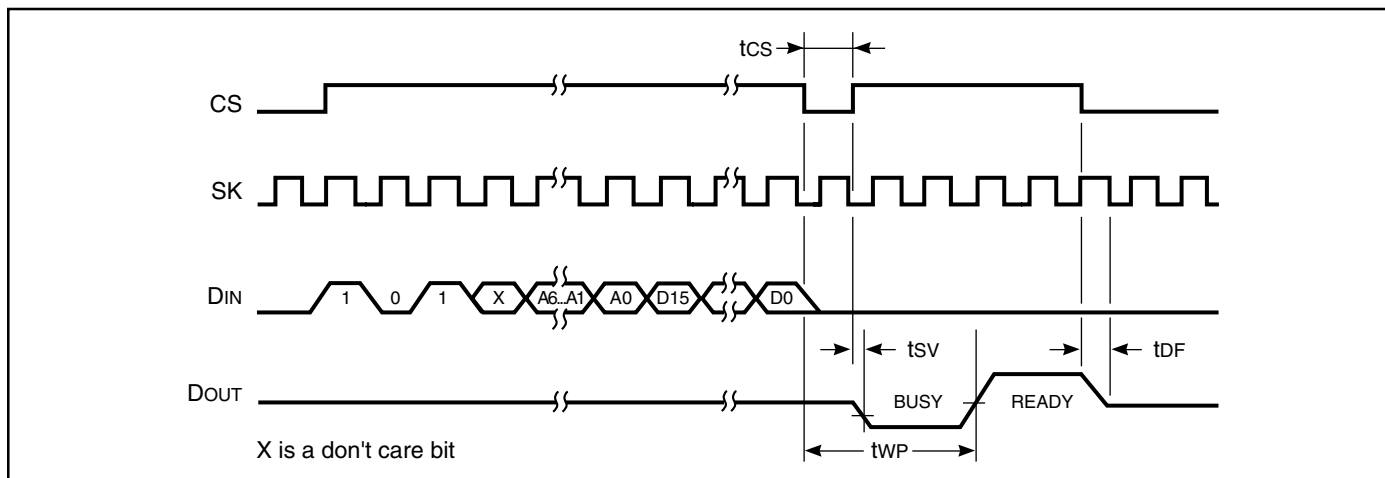 tCS
CS
SK
DIN
1 0 1 X A6...A1 A0 D15 D0
tSV
tDF
DOUT
BUSY READY
tWP
X is a don't care bit